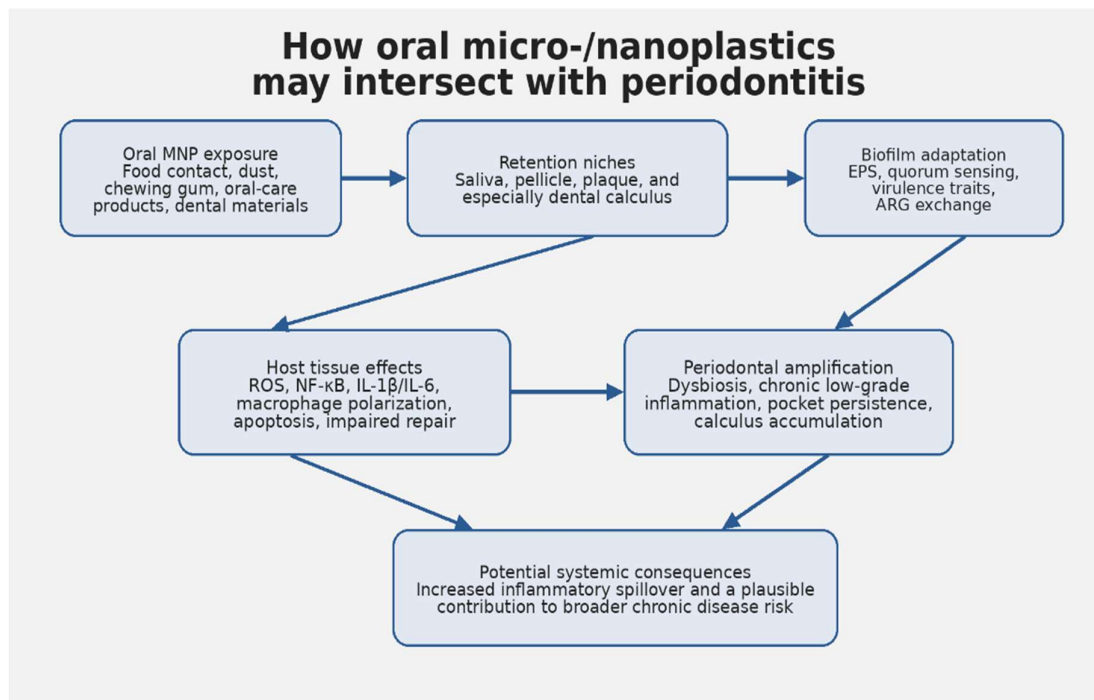 How oral micro-/nanoplastics
may intersect with periodontitis
Oral MNP exposure
Food contact, dust,
chewing gum, oral-care
products, dental materials
Retention niches
Saliva, pellicle, plaque, and
especially dental calculus
Biofilm adaptation
EPS, quorum sensing,
virulence traits,
ARG exchange
Host tissue effects
ROS, NF-κB, IL-1β/IL-6,
macrophage polarization,
apoptosis, impaired repair
Periodontal amplification
Dysbiosis, chronic low-grade
inflammation, pocket persistence,
calculus accumulation
Potential systemic consequences
Increased inflammatory spillover and a plausible
contribution to broader chronic disease risk